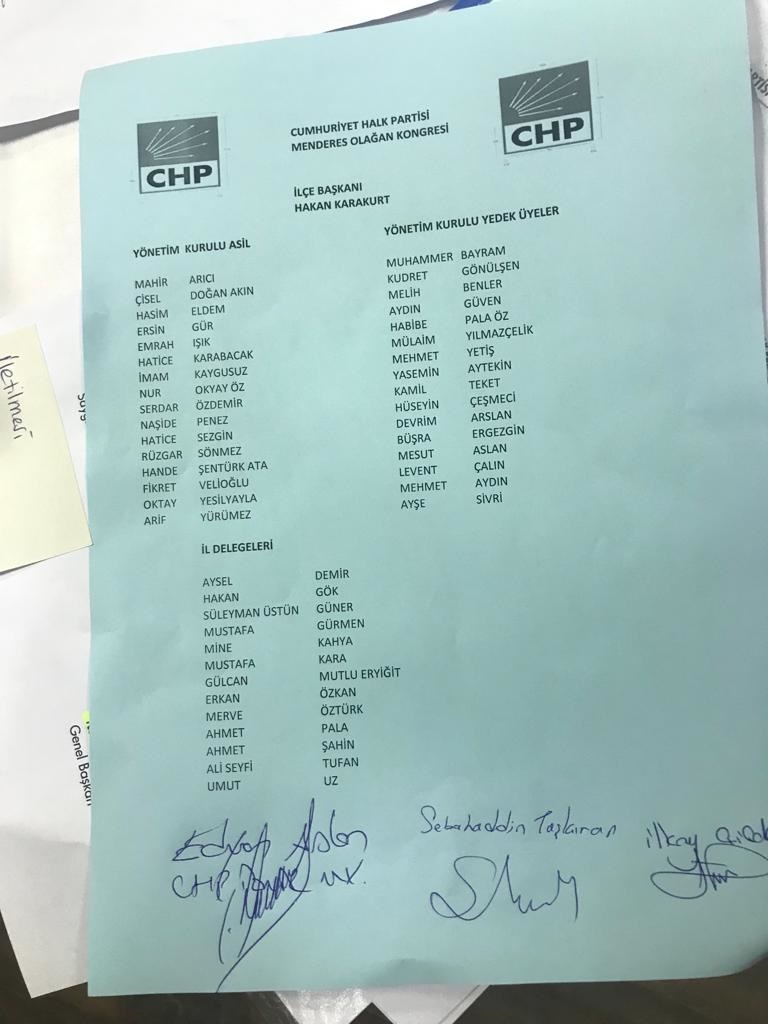 CHP
CUMHURİYET HALK PARTİSİ
MENDERES OLAĞAN KONGRESİ
CHP
İLÇE BAŞKANI
HAKAN KARAKURT
YÖNETİM KURULU ASİL
MAHİR ARICI
ÇİSEL DOĞAN AKIN
HASİM ELDEM
ERSİN GÜR
EMRAH IŞIK
HATİCE KARABACAK
İMAM KAYGUSUZ
NUR OKYAY ÖZ
SERDAR ÖZDEMİR
NAŞİDE PENEZ
HATİCE SEZGİN
RÜZGAR SÖNMEZ
HANDE ŞENTÜRK ATA
FİKRET VELİOĞLU
OKTAY YESİLYAYLA
ARİF YÜRÜMEZ
YÖNETİM KURULU YEDEK ÜYELER
MUHAMMER BAYRAM
KUDRET GÖNÜLŞEN
MELİH BENLER
AYDIN GÜVEN
HABİBE PALA ÖZ
MÜLAİM YILMAZÇELİK
MEHMET YETİŞ
YASEMİN AYTEKİN
KAMİL TEKET
HÜSEYİN ÇEŞMECİ
DEVRİM ARSLAN
BÜŞRA ERGEZGİN
MESUT ASLAN
LEVENT ÇALIN
MEHMET AYDIN
AYŞE SİVRİ
İL DELEGELERİ
AYSEL DEMİR
HAKAN GÖK
SÜLEYMAN ÜSTÜN GÜNER
MUSTAFA GÜRMEN
MİNE KAHYA
MUSTAFA KARA
GÜLCAN MUTLU ERYİĞİT
ERKAN ÖZKAN
MERVE ÖZTÜRK
AHMET PALA
AHMET ŞAHİN
ALİ SEYFİ TUFAN
UMUT UZ
CHP
Sebahaddin Taşkıran
ilkay
iletilmesi
Genel Başkan